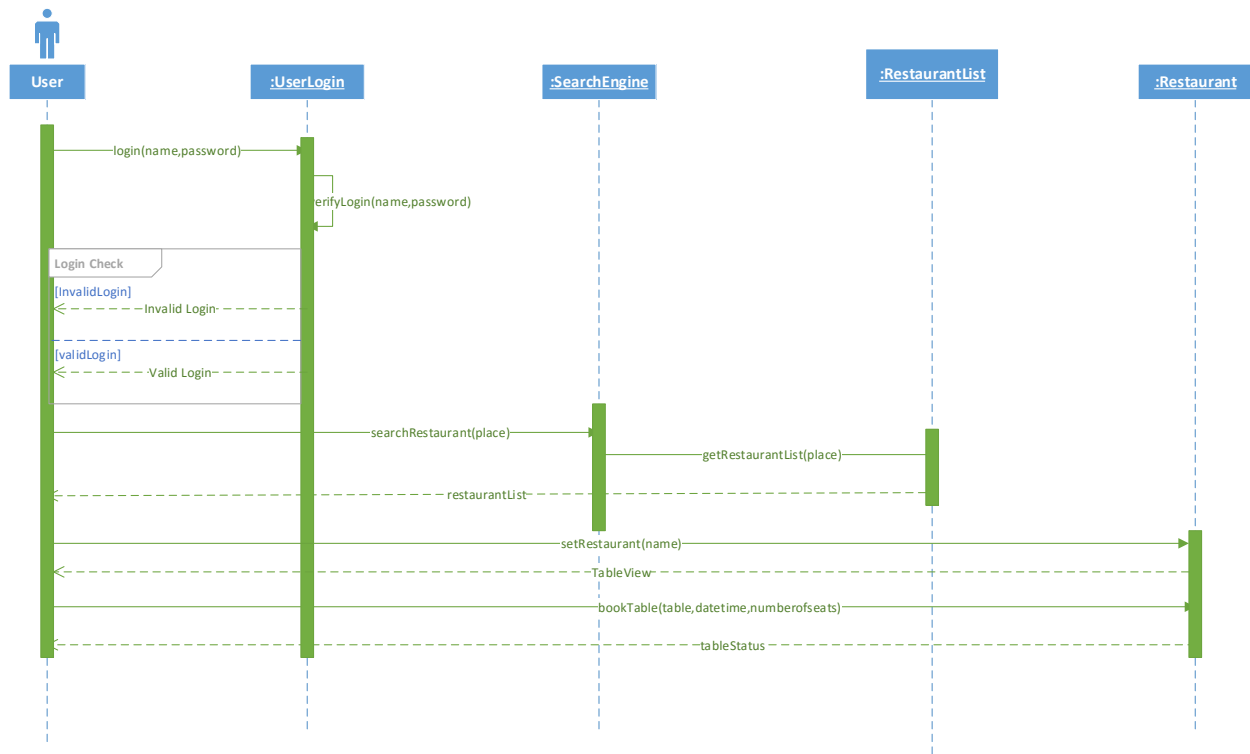 User
:UserLogin
:SearchEngine
:RestaurantList
:Restaurant
login(name,password)
erifyLogin(name,password)
Login Check
[InvalidLogin]
Invalid Login
[validLogin]
Valid Login
searchRestaurant(place)
getRestaurantList(place)
restaurantList
setRestaurant(name)
TableView
bookTable(table,datetime,numberofseats)
tableStatus